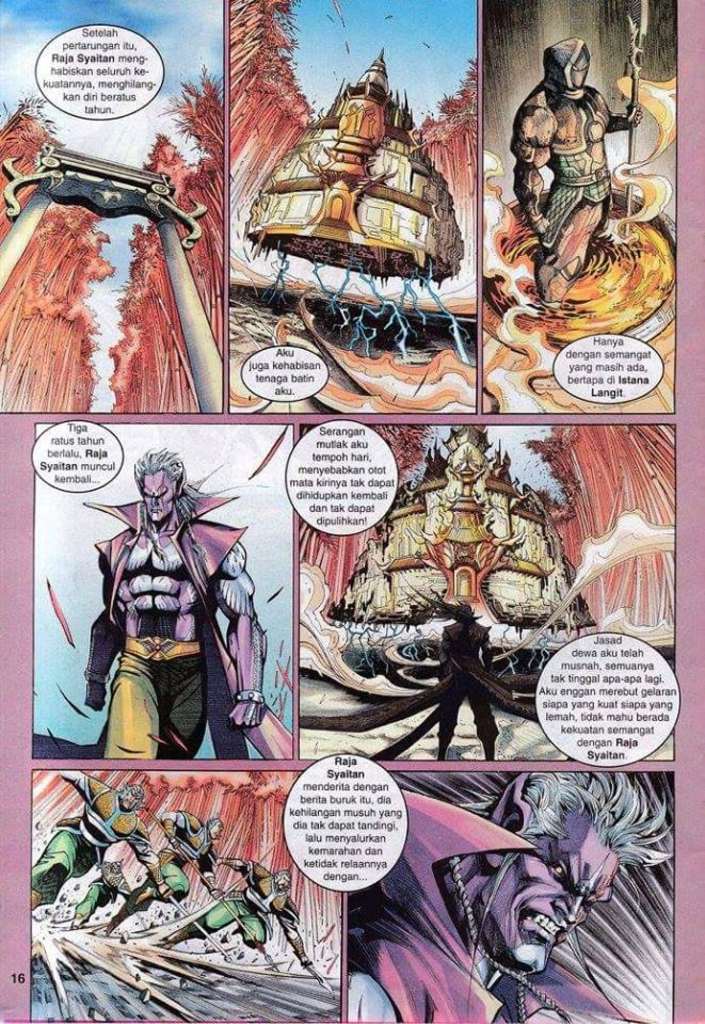 Setelah
pertarungan itu,
Raja Syaitan meng-
habiskan seluruh ke-
kuatannya, menghilang-
kan diri beratus
tahun.
Aku
juga kehabisan
tenaga batin
aku.
Hanya
dengan semangat
yang masih ada,
bertapa di Istana
Langit.
Tiga
ratus tahun
berlalu, Raja
Syaitan muncul
kembali...
Serangan
mutlak aku
tempoh hari,
menyebabkan otot
mata kirinya tak dapat
dihidupkan kembali
dan tak dapat
dipulihkan!
Jasad
dewa aku telah
musnah, semuanya
tak tinggal apa-apa lagi.
Aku enggan merebut gelaran
siapa yang kuat siapa yang
lemah, tidak mahu berada
kekuatan semangat
dengan Raja
Syaitan.
Raja
Syaitan
menderita dengan
berita buruk itu, dia
kehilangan musuh yang
dia tak dapat tandingi,
lalu menyalurkan
kemarahan dan
ketidak relaannya
dengan...
16